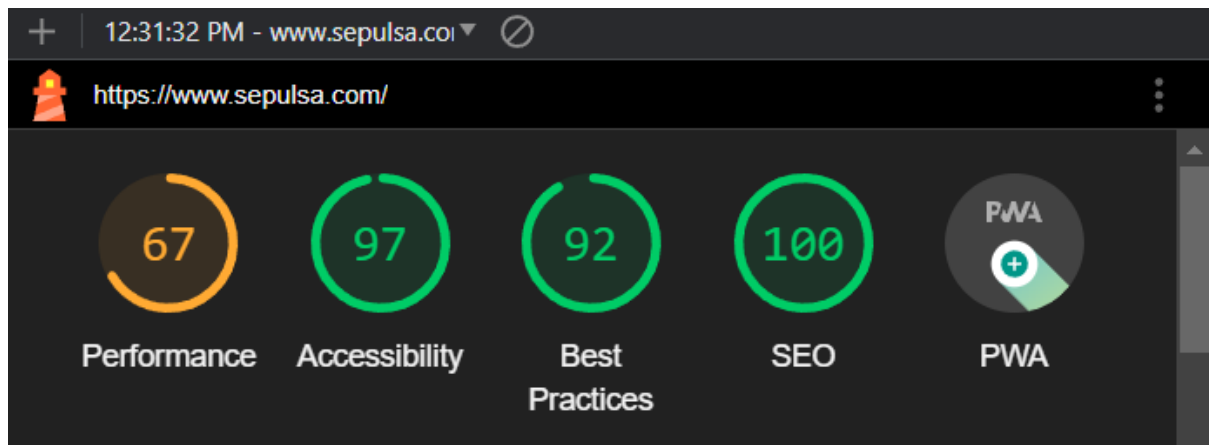 12:31:32 PM - www.sepulsa.co
https://www.sepulsa.com/
67 97 92 100 PWA
Performance Accessibility Best Practices SEO PWA